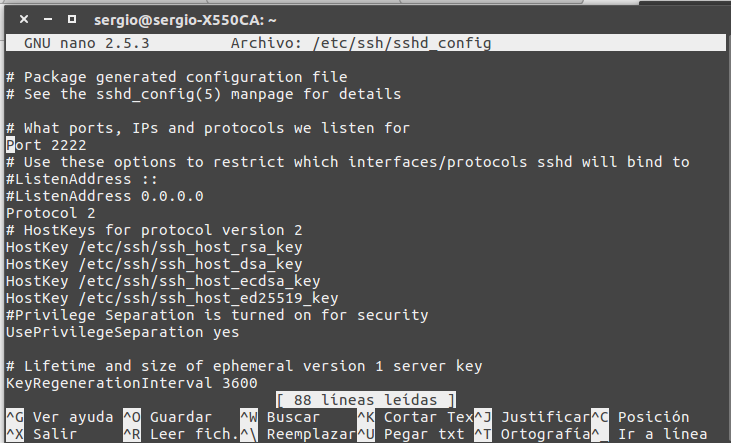 sergio@sergio-X550CA: ~
GNU nano 2.5.3 Archivo: /etc/ssh/sshd_config
# Package generated configuration file
# See the sshd_config(5) manpage for details
# What ports, IPs and protocols we listen for
Port 2222
# Use these options to restrict which interfaces/protocols sshd will bind to
#ListenAddress ::
#ListenAddress 0.0.0.0
Protocol 2
# HostKeys for protocol version 2
HostKey /etc/ssh/ssh_host_rsa_key
HostKey /etc/ssh/ssh_host_dsa_key
HostKey /etc/ssh/ssh_host_ecdsa_key
HostKey /etc/ssh/ssh_host_ed25519_key
#Privilege Separation is turned on for security
UsePrivilegeSeparation yes
# Lifetime and size of ephemeral version 1 server key
KeyRegenerationInterval 3600
[ 88 líneas leídas ]
^G Ver ayuda ^O Guardar ^W Buscar ^K Cortar Tex^J Justificar^C Posición
^X Salir ^R Leer fich.^\ Reemplazar^U Pegar txt ^T Ortografía^_ Ir a línea